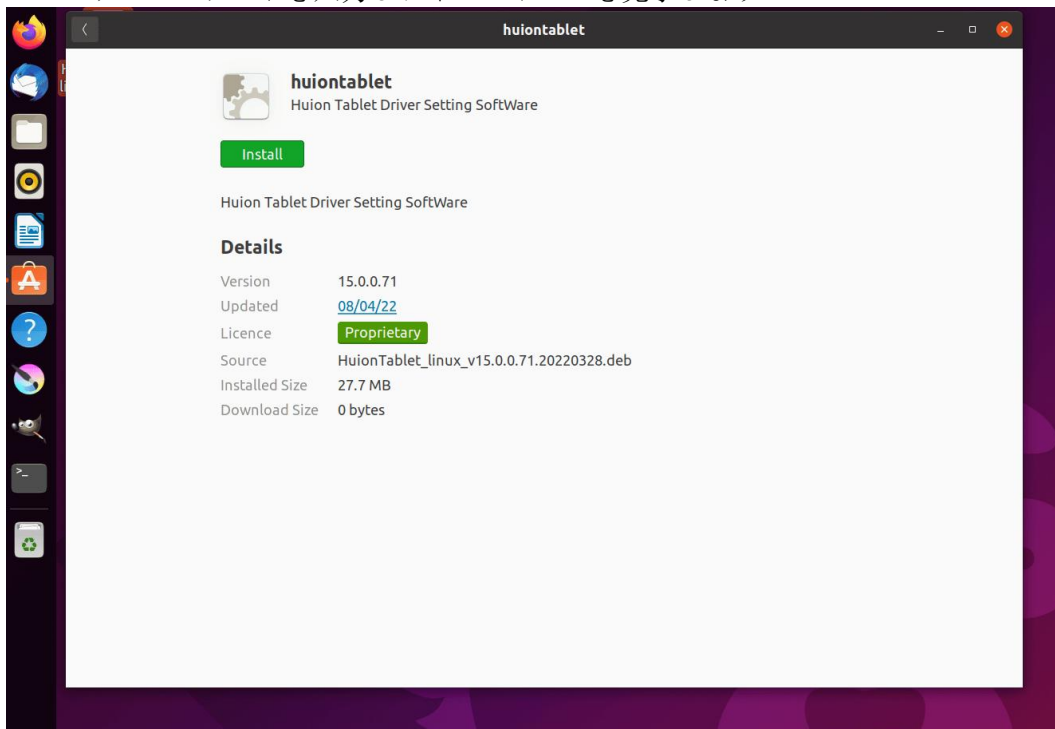 huiontablet
huiontablet
Huion Tablet Driver Setting SoftWare
Install
Huion Tablet Driver Setting SoftWare
Details
Version 15.0.0.71
Updated 08/04/22
Licence Proprietary
Source HuionTablet_linux_v15.0.0.71.20220328.deb
Installed Size 27.7 MB
Download Size 0 bytes